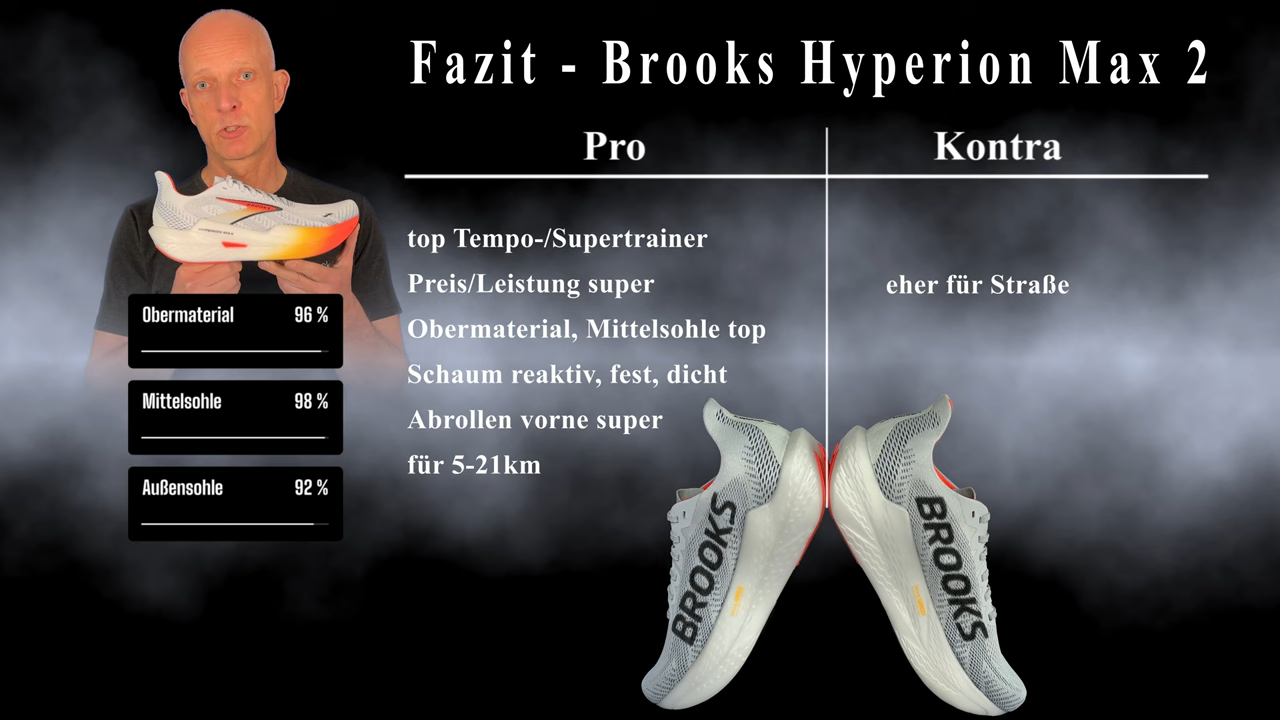 Fazit - Brooks Hyperion Max 2
Pro
Kontra
top Tempo-/Supertrainer
Preis/Leistung super
eher für Straße
Obermaterial, Mittelsohle top
Schaum reaktiv, fest, dicht
Abrollen vorne super
für 5-21km
Obermaterial 96 %
Mittelsohle 98 %
Außensohle 92 %
BROOKS
BROOKS